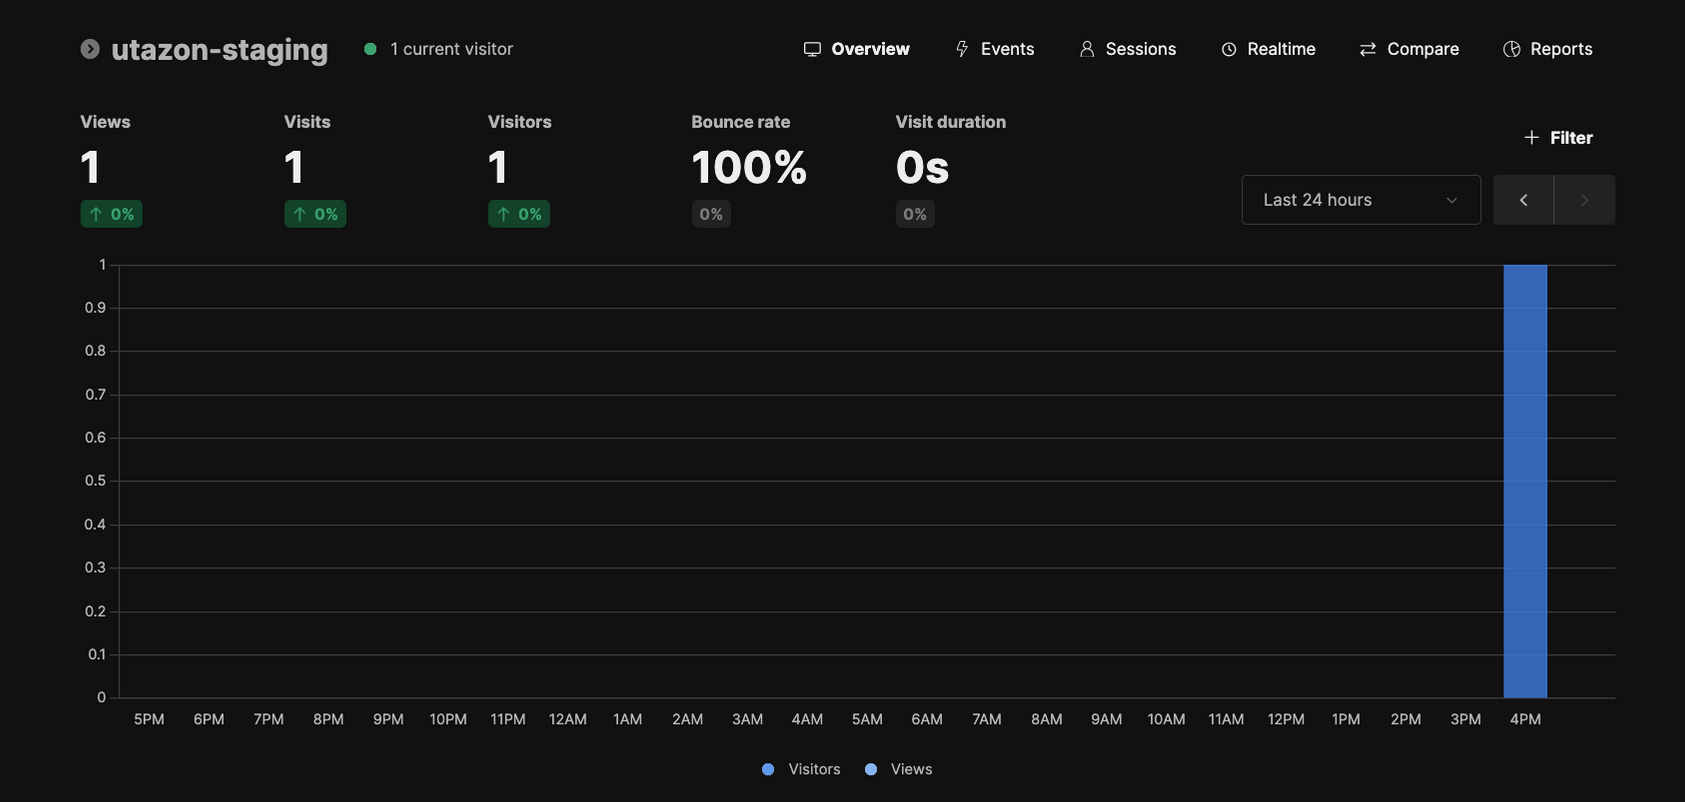 utazon-staging
1 current visitor
Overview
Events
Sessions
Realtime
Compare
Reports
Views
1
0%
Visits
1
0%
Visitors
1
0%
Bounce rate
100%
0%
Visit duration
0s
0%
Filter
Last 24 hours
1
0.9
0.8
0.7
0.6
0.5
0.4
0.3
0.2
0.1
0
5PM 6PM 7PM 8PM 9PM 10PM 11PM 12AM 1AM 2AM 3AM 4AM 5AM 6AM 7AM 8AM 9AM 10AM 11AM 12PM 1PM 2PM 3PM 4PM
Visitors Views